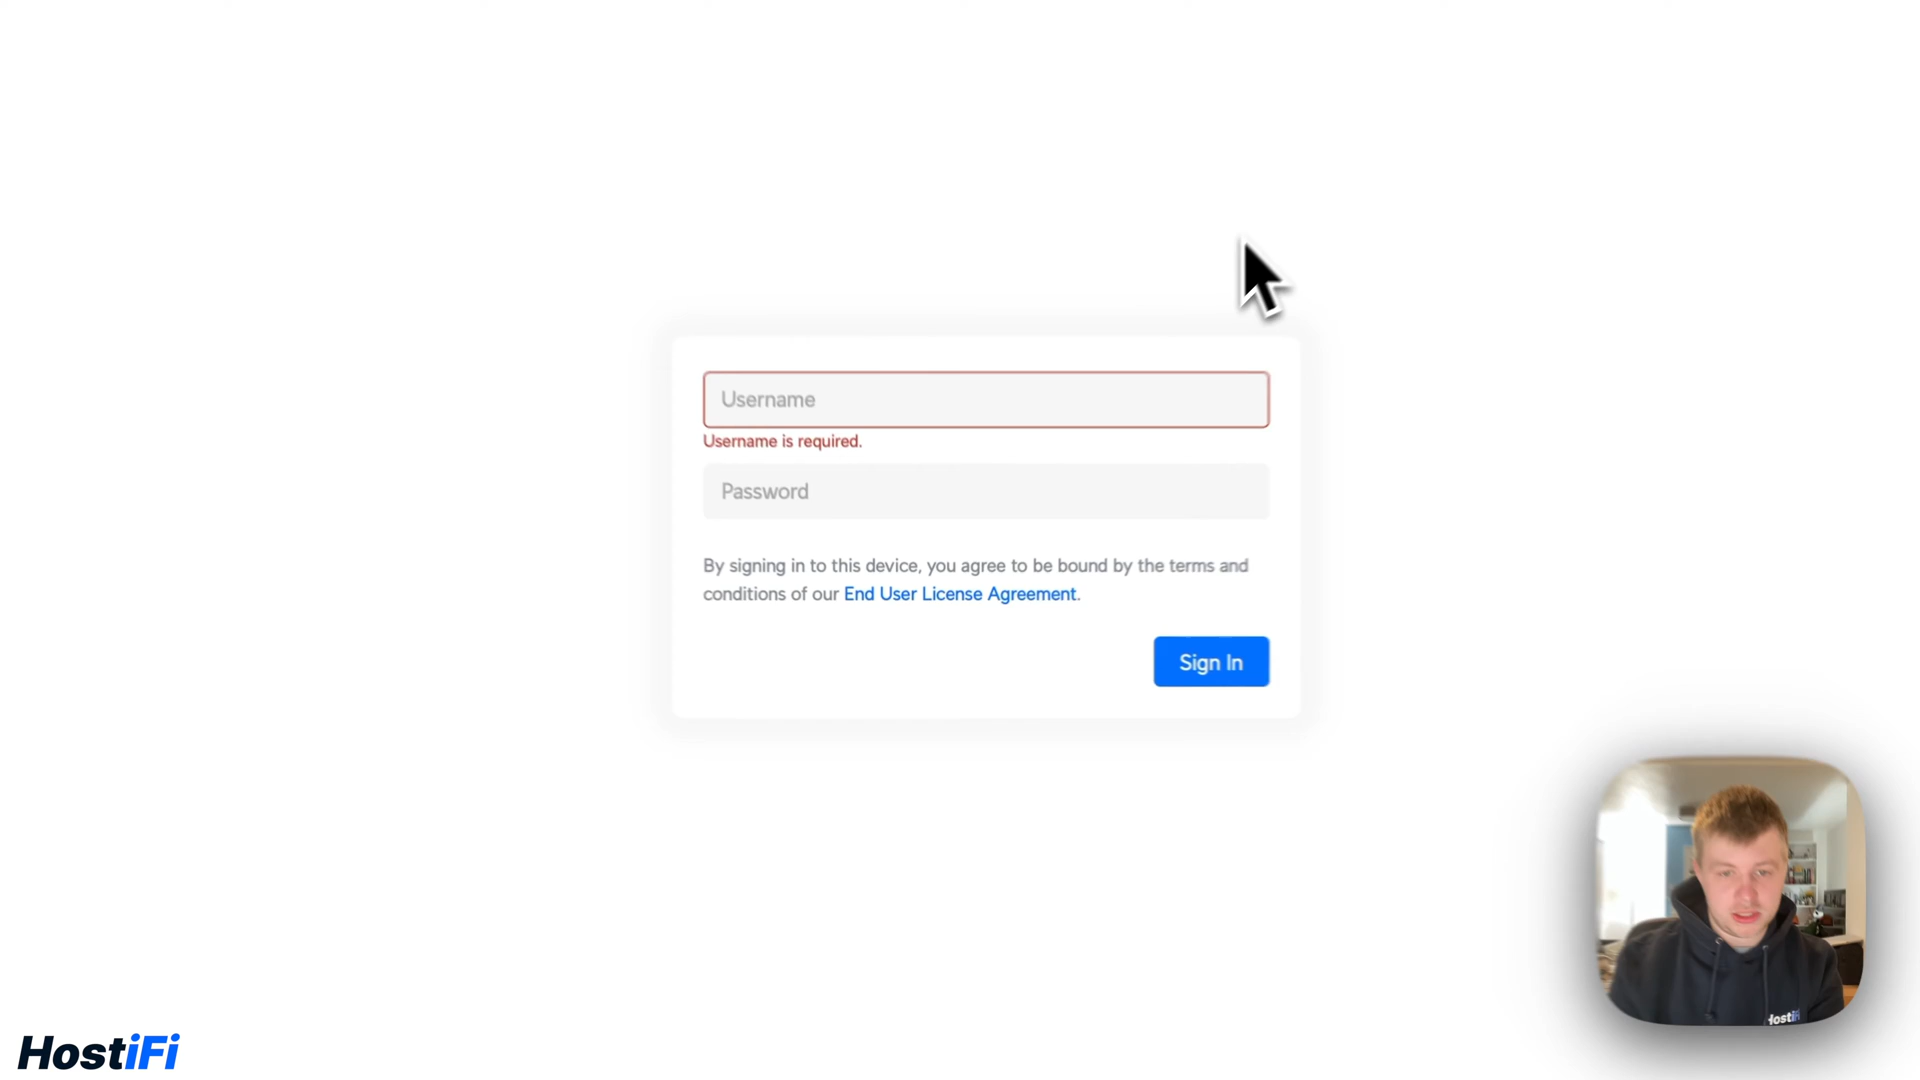 Username
Username is required.
Password
By signing in to this device, you agree to be bound by the terms and
conditions of our End User License Agreement.
Sign In
HostiFi